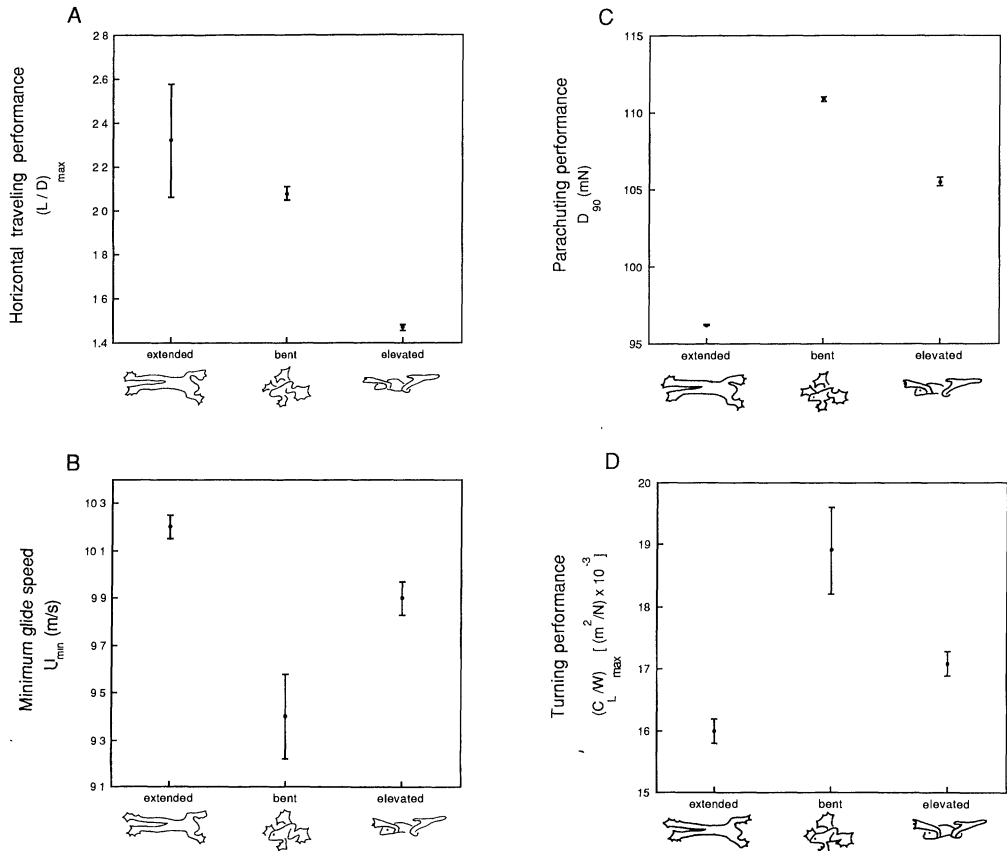 A
Horizontal traveling performance
(L / D) max
2 8
2 6
2 4
2 2
2 0
1 8
1 6
1 4
extended bent elevated
C
Parachuting performance
D 90 (mN)
115
110
105
100
95
extended bent elevated
B
Minimum glide speed
U min (m/s)
10 3
10 1
9 9
9 7
9 5
9 3
9 1
extended bent elevated
D
Turning performance
(C L /W) max [ (m 2 /N) x 10 -3 ]
20
19
18
17
16
15
extended bent elevated